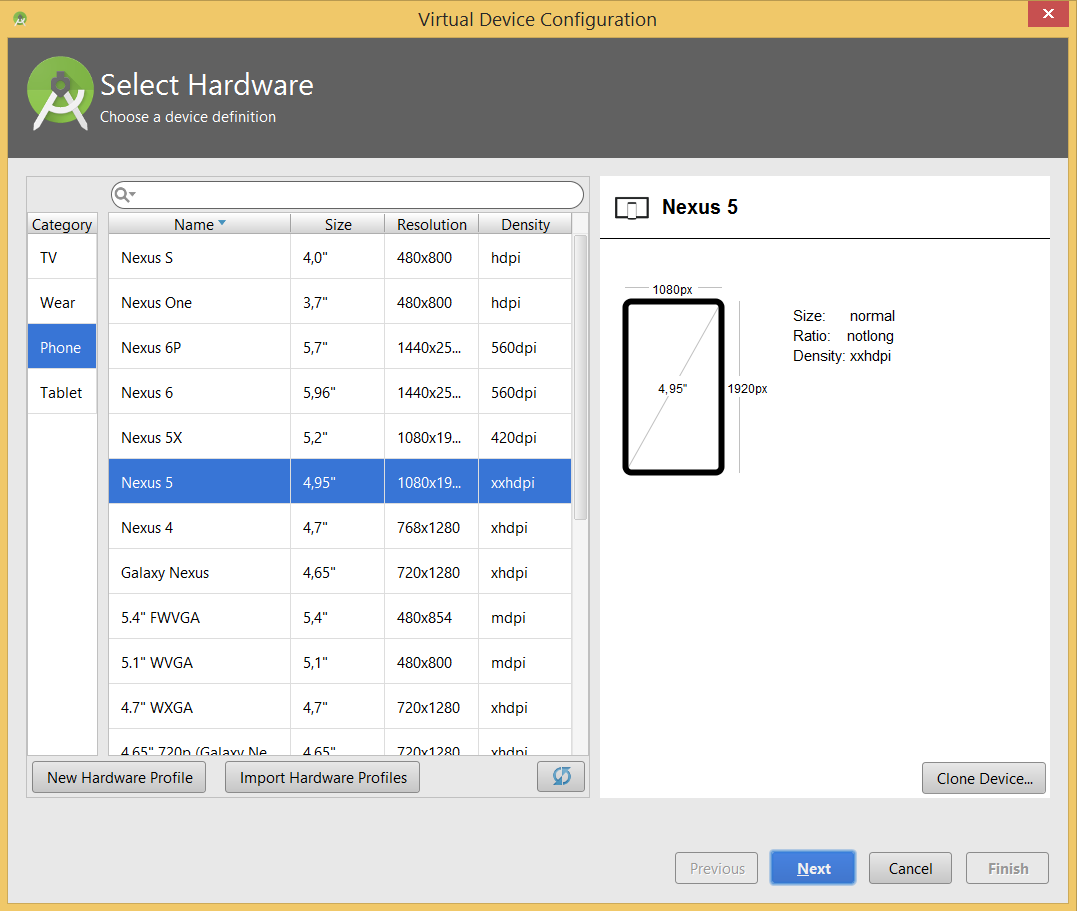 Virtual Device Configuration
Select Hardware
Choose a device definition
Category
TV
Wear
Phone
Tablet
Name Size Resolution Density
Nexus S 4,0" 480x800 hdpi
Nexus One 3,7" 480x800 hdpi
Nexus 6P 5,7" 1440x25... 560dpi
Nexus 6 5,96" 1440x25... 560dpi
Nexus 5X 5,2" 1080x19... 420dpi
Nexus 5 4,95" 1080x19... xxhdpi
Nexus 4 4,7" 768x1280 xhdpi
Galaxy Nexus 4,65" 720x1280 xhdpi
5.4" FWVGA 5,4" 480x854 mdpi
5.1" WVGA 5,1" 480x800 mdpi
4.7" WXGA 4,7" 720x1280 xhdpi
4.65" 720p (Galaxy Ne... 4,65" 720x1280 xhdpi
New Hardware Profile
Import Hardware Profiles
Nexus 5
1080px
4,95"
1920px
Size: normal
Ratio: notlong
Density: xxhdpi
Clone Device...
Previous
Next
Cancel
Finish